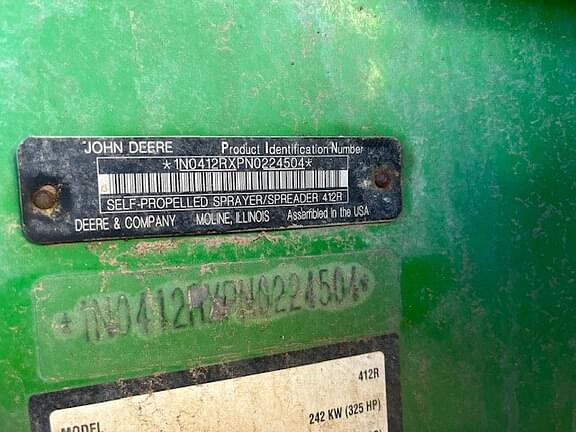 JOHN DEERE Product Identification Number
*1N0412RXPN0224504*
SELF-PROPELLED SPRAYER/SPREADER 412R
DEERE & COMPANY MOLINE, ILLINOIS Assembled in the USA
*1N0412RXPN0224504*
412R
MODEL 242 KW (325 HP)